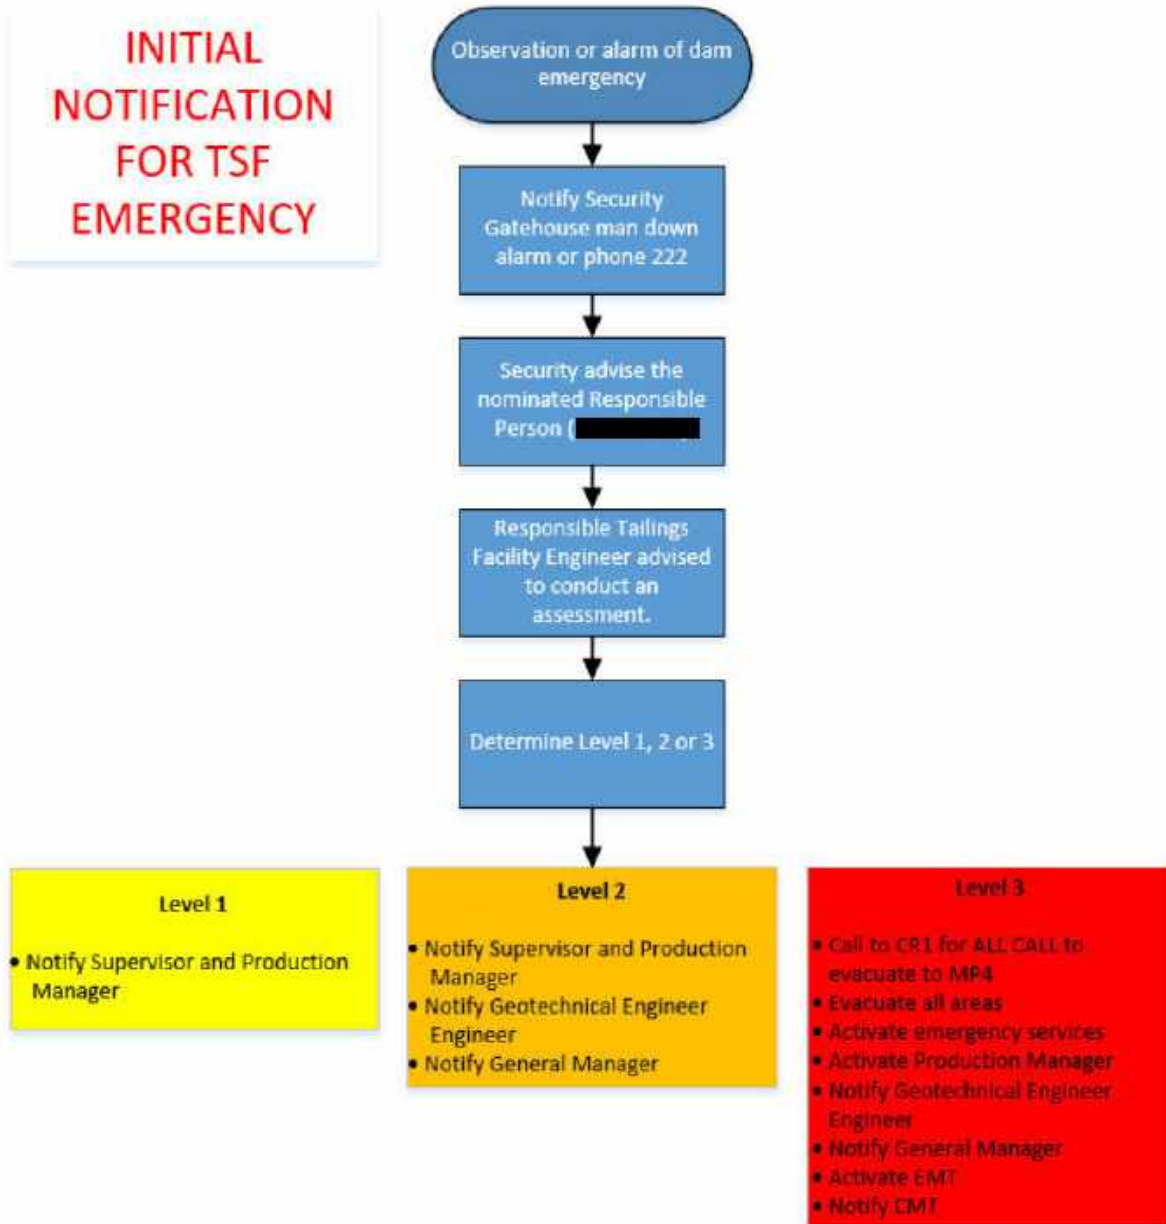 INITIAL
NOTIFICATION
FOR TSF
EMERGENCY
Observation or alarm of dam
emergency
Notify Security
Gatehouse man down
alarm or phone 222
Security advise the
nominated Responsible
Person (
Responsible Tailings
Facility Engineer advised
to conduct an
assessment.
Determine Level 1, 2 or 3
Level 1
• Notify Supervisor and Production
Manager
Level 2
• Notify Supervisor and Production
Manager
• Notify Geotechnical Engineer
Engineer
• Notify General Manager
Level 3
• Call to CR1 for ALL CALL to
evacuate to MP4
• Evacuate all areas
• Activate emergency services
• Activate Production Manager
• Notify Geotechnical Engineer
Engineer
• Notify General Manager
• Activate EMT
• Notify CMT